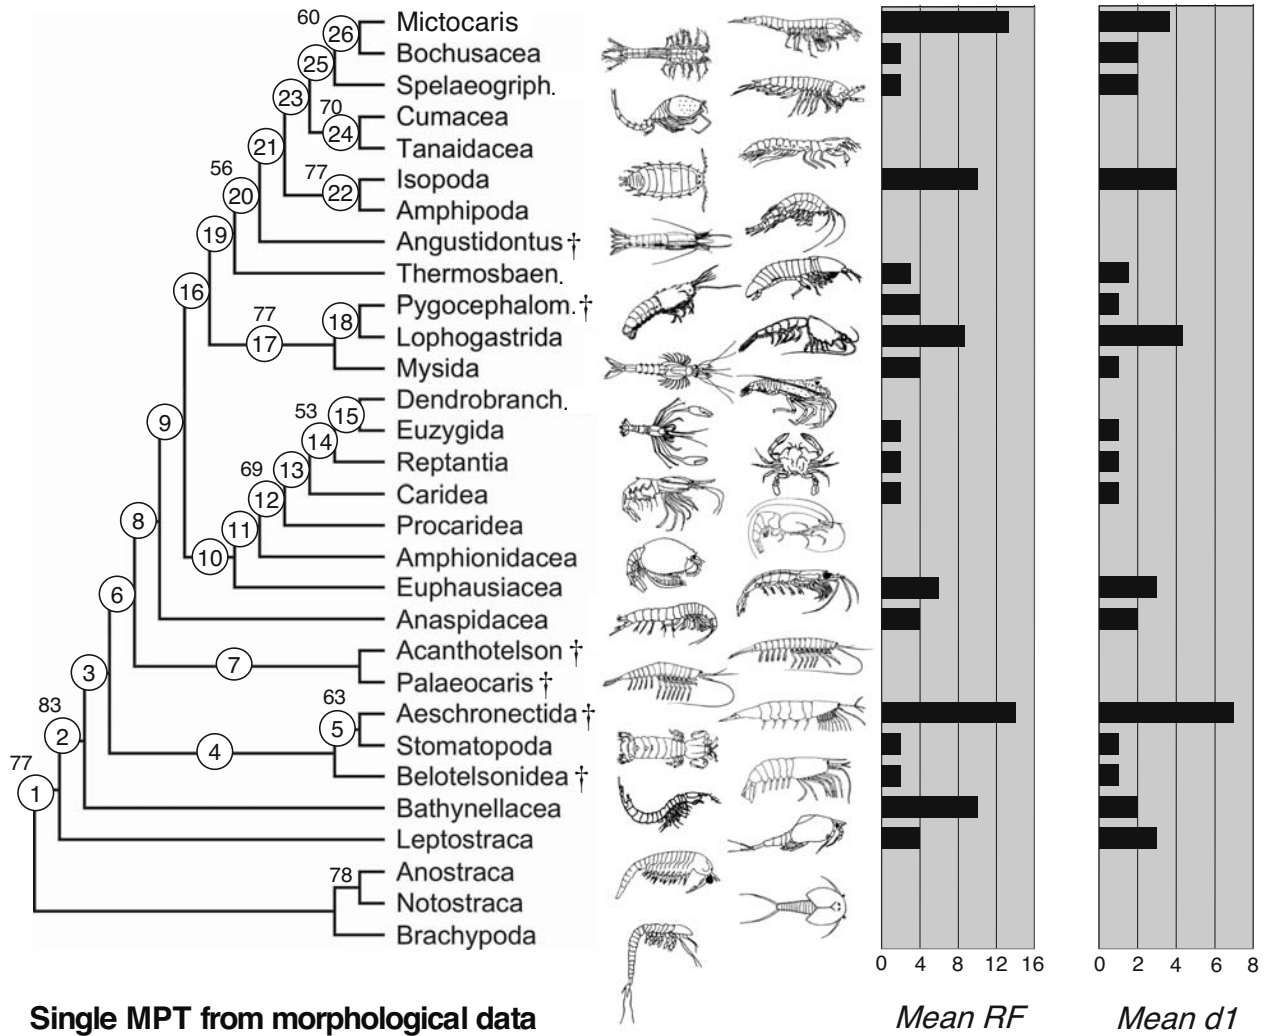 60
26
Mictocaris
Bochusacea
25
Spelaeogriph.
23
70
24
Cumacea
Tanaidacea
21
77
22
Isopoda
Amphipoda
56
20
Angustidontus †
19
Thermosbaen.
16
77
17
18
Pygocephalom. †
Lophogastrida
Mysida
9
53
14
15
Dendrobranch.
Euzygida
Reptantia
69
12
13
Caridea
8
11
Procaridea
10
Amphionidacea
6
Euphausiacea
Anaspidacea
7
Acanthotelson †
Palaeocaris †
3
83
2
4
63
5
Aeschronectida †
Stomatopoda
Belotelsonidea †
77
1
Bathynellacea
Leptostraca
78
Anostraca
Notostraca
Brachypoda
0 4 8 12 16
0 2 4 6 8
Single MPT from morphological data
Mean RF
Mean d1